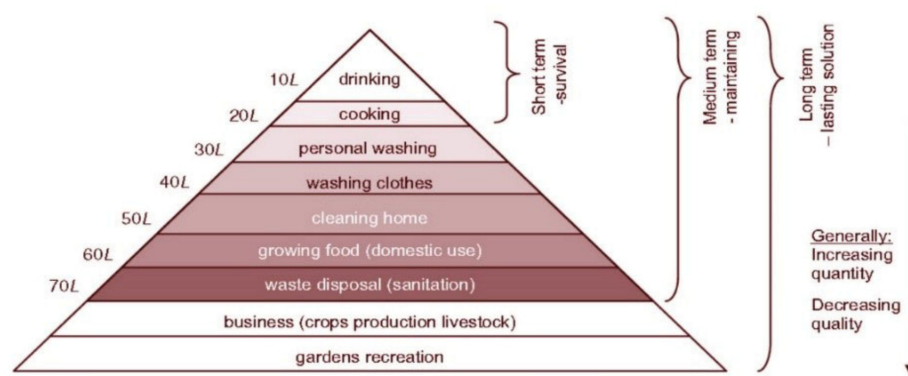 10L
drinking
20L
cooking
30L
personal washing
40L
washing clothes
50L
cleaning home
60L
growing food (domestic use)
70L
waste disposal (sanitation)
business (crops production livestock)
gardens recreation
Short term
-survival
Medium term
- maintaining
Long term
– lasting solution
Generally:
Increasing
quantity
Decreasing
quality